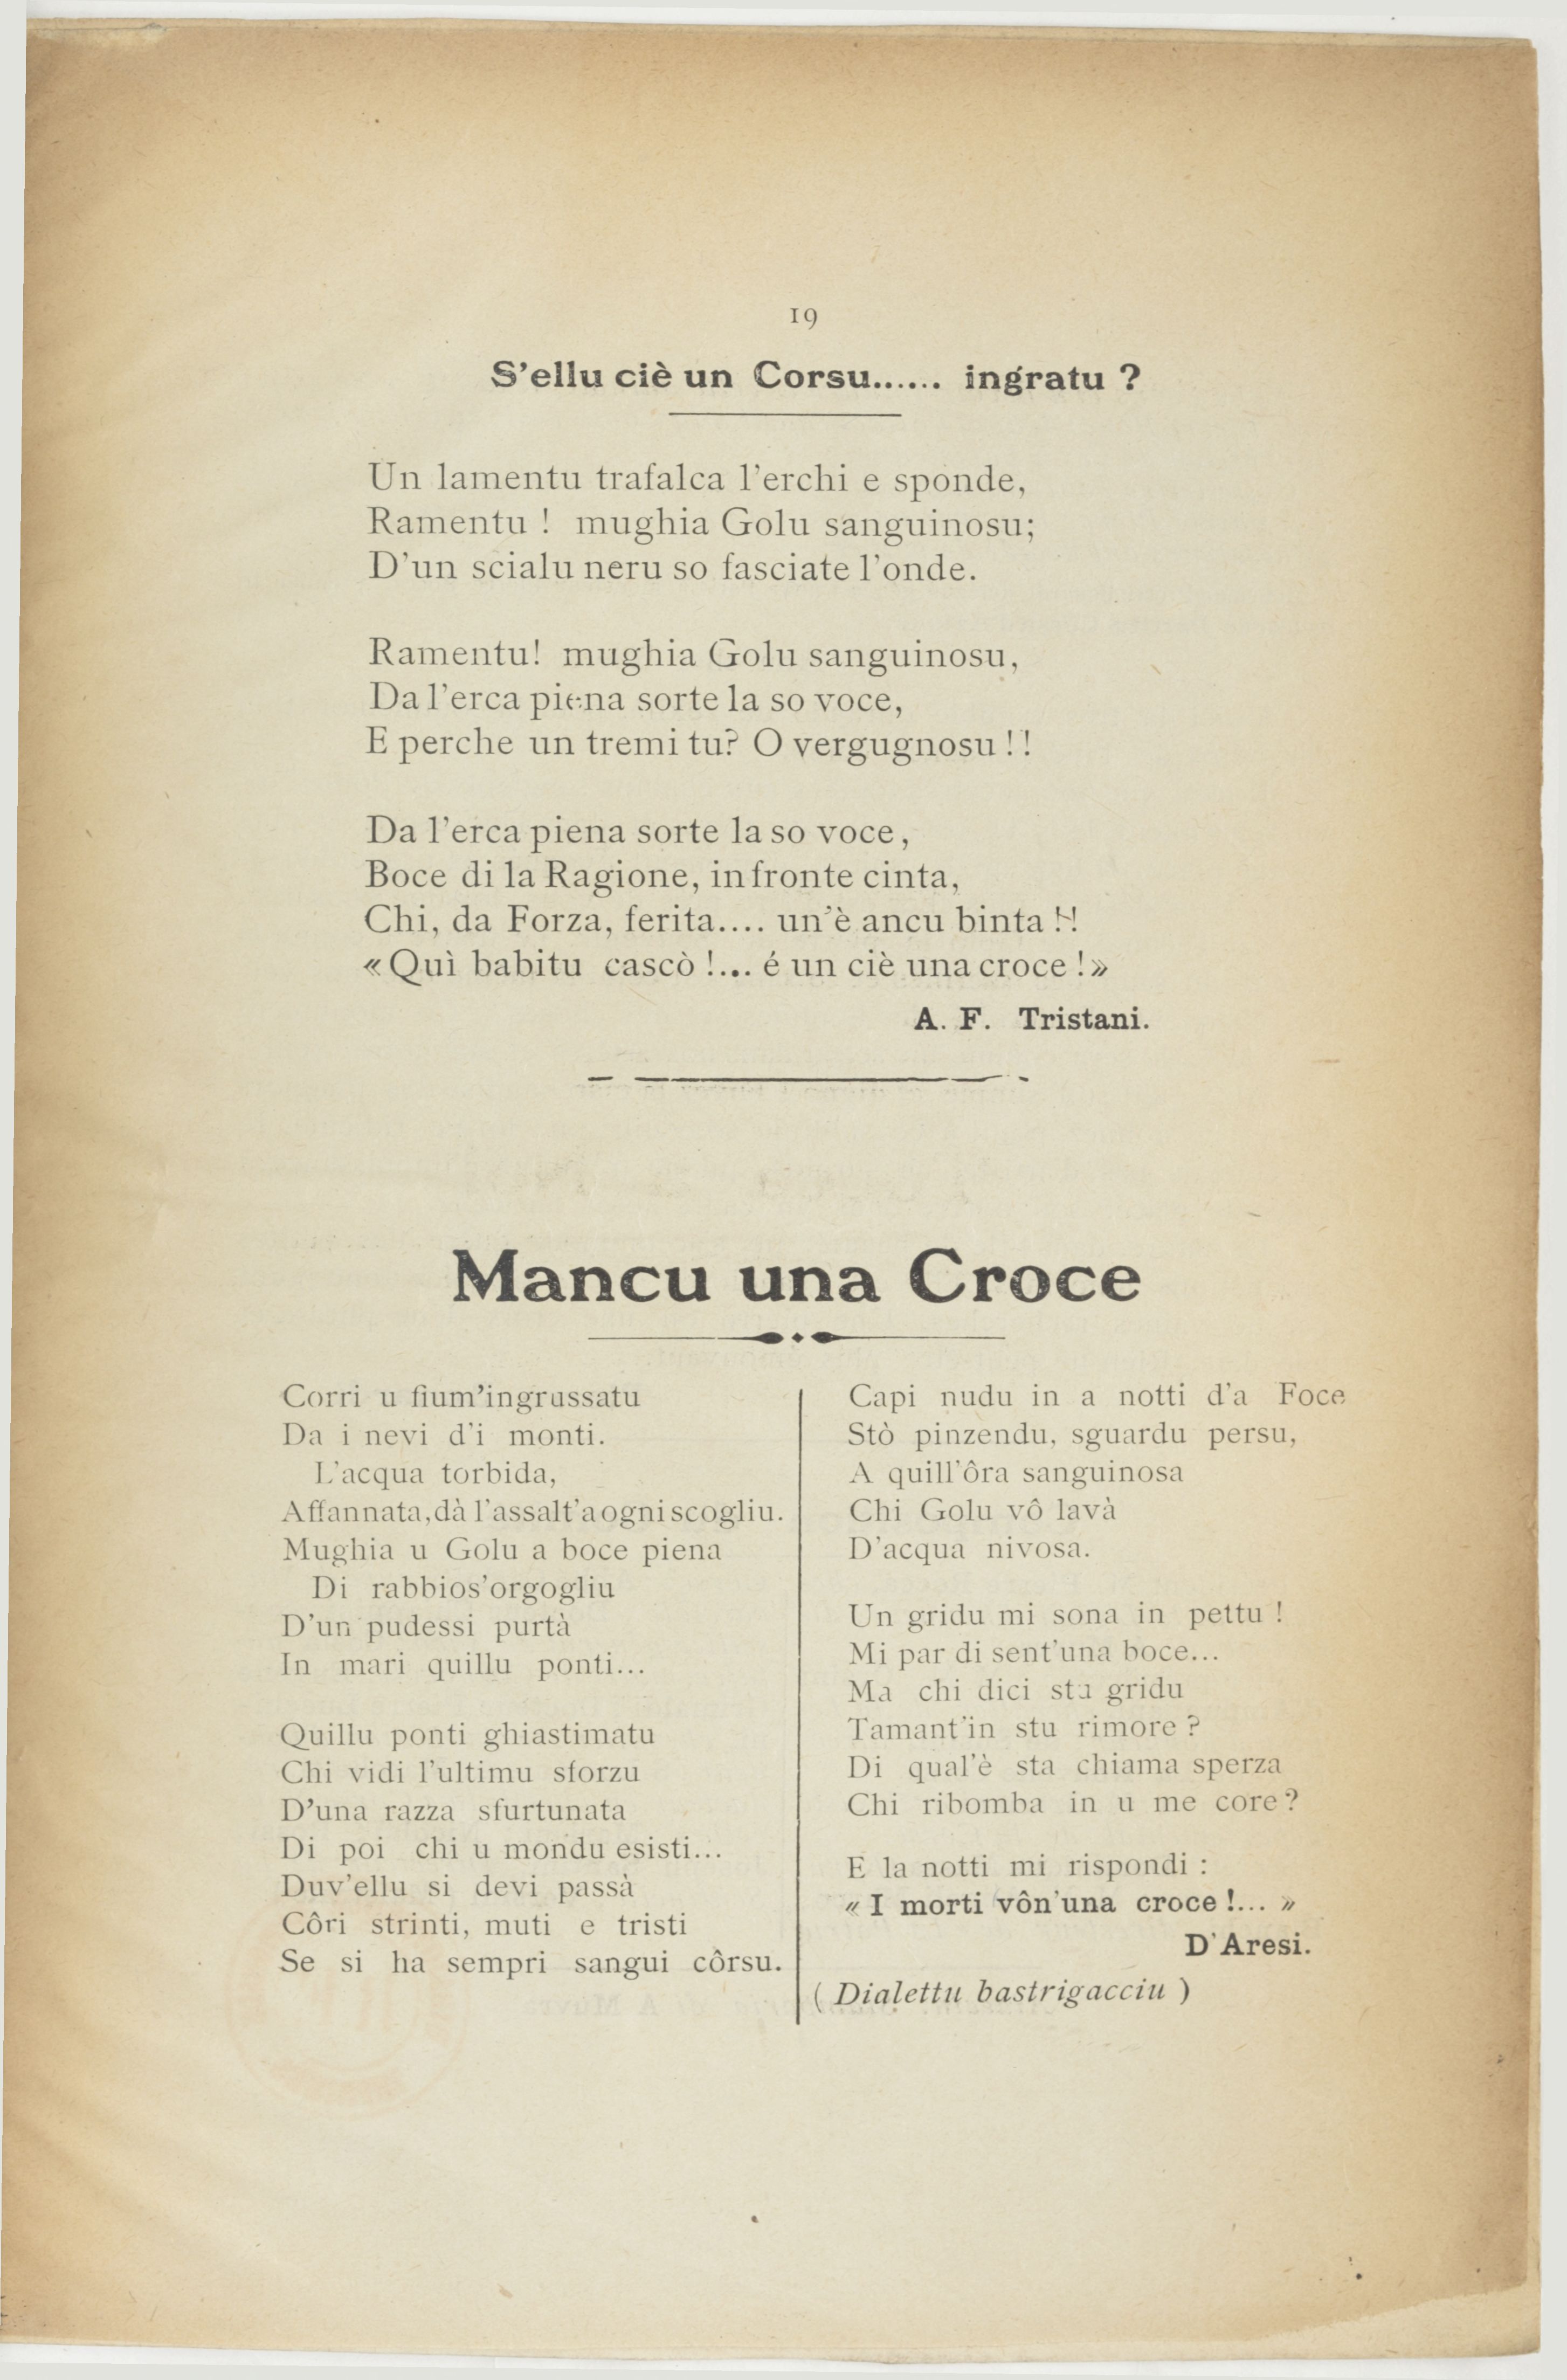 19
S'ellu ciè un Corsu...... ingratu ?
Un lamentu trafalca l'erchi e sponde,
Ramentu ! mughia Golu sanguinosu;
D'un scialu neru so fasciate l'onde.
Ramentu! mughia Golu sanguinosu,
Da l'erca piena sorte la so voce,
E perche un tremi tu? O vergugnosu !!
Da l'erca piena sorte la so voce,
Boce di la Ragione, in fronte cinta,
Chi, da Forza, ferita.... un'è ancu binta !!
« Quì babitu cascò !... é un ciè una croce ! »
A. F. Tristani.
Mancu una Croce
Corri u fium'ingrussatu
Da i nevi d'i monti.
L'acqua torbida,
Affannata, dà l'assalt'a ogni scogliu.
Mughia u Golu a boce piena
Di rabbios'orgogliu
D'un pudessi purtà
In mari quillu ponti...
Quillu ponti ghiastimatu
Chi vidi l'ultimu sforzu
D'una razza sfurtunata
Di poi chi u mondu esisti...
Duv'ellu si devi passà
Côri strinti, muti e tristi
Se si ha sempri sangui côrsu.
Capi nudu in a notti d'a Foce
Stò pinzendu, sguardu persu,
A quill'ôra sanguinosa
Chi Golu vô lavà
D'acqua nivosa.
Un gridu mi sona in pettu !
Mi par di sent'una boce...
Ma chi dici stu gridu
Tamant'in stu rimore ?
Di qual'è sta chiama sperza
Chi ribomba in u me core ?
E la notti mi rispondi :
« I morti vôn'una croce !... »
D'Aresi.
( Dialettu bastrigacciu )